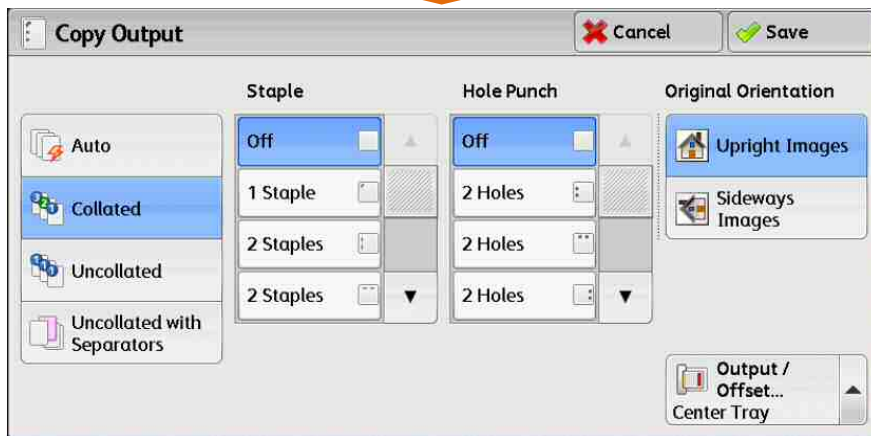 Copy Output
Cancel
Save
Staple
Hole Punch
Original Orientation
Auto
Collated
Uncollated
Uncollated with
Separators
Off
1 Staple
2 Staples
2 Staples
Off
2 Holes
2 Holes
2 Holes
Upright Images
Sideways
Images
Output /
Offset...
Center Tray